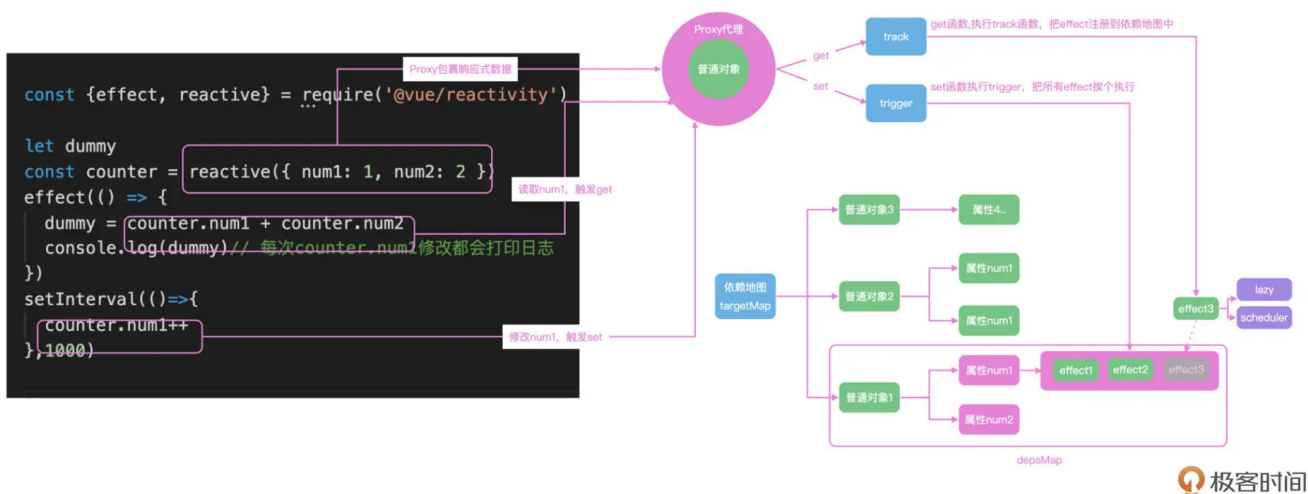 const {effect, reactive} = require('@vue/reactivity')
let dummy
const counter = reactive({ num1: 1, num2: 2 })
effect(() => {
dummy = counter.num1 + counter.num2
console.log(dummy)// 每次counter.num1修改都会打印日志
})
setInterval(()=>{
counter.num1++
},1000)
Proxy包裹响应式数据
读取num1，触发get
修改num1，触发set
Proxy代理
普通对象
get
set
track
trigger
get函数,执行track函数，把effect注册到依赖地图中
set函数执行trigger，把所有effect挨个执行
依赖地图
targetMap
普通对象3
属性4..
普通对象2
属性num1
属性num1
普通对象1
属性num1
属性num2
effect1
effect2
effect3
effect3
lazy
scheduler
depsMap
极客时间